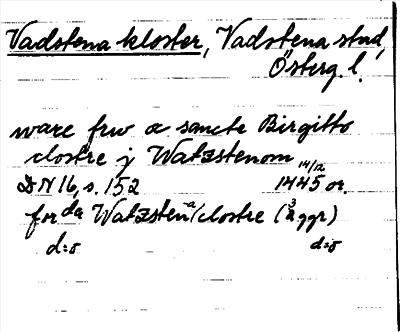 Vadstena kloster, Vadstena stad,
Österg. l.
ware frw a sancte Birgitto
clostre j Watzstenom
DN 16, s. 152 14/12 1445 or.
for da Watzsten-a/clostre (3 ggr)
d:o d:o